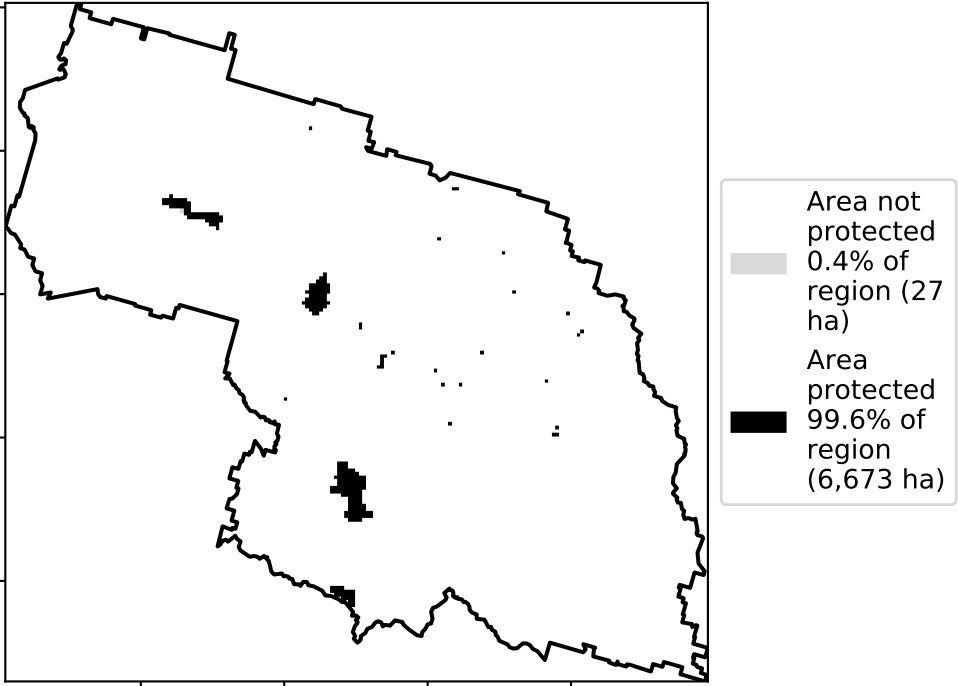 Area not
protected
0.4% of
region (27
ha)
Area
protected
99.6% of
region
(6,673 ha)